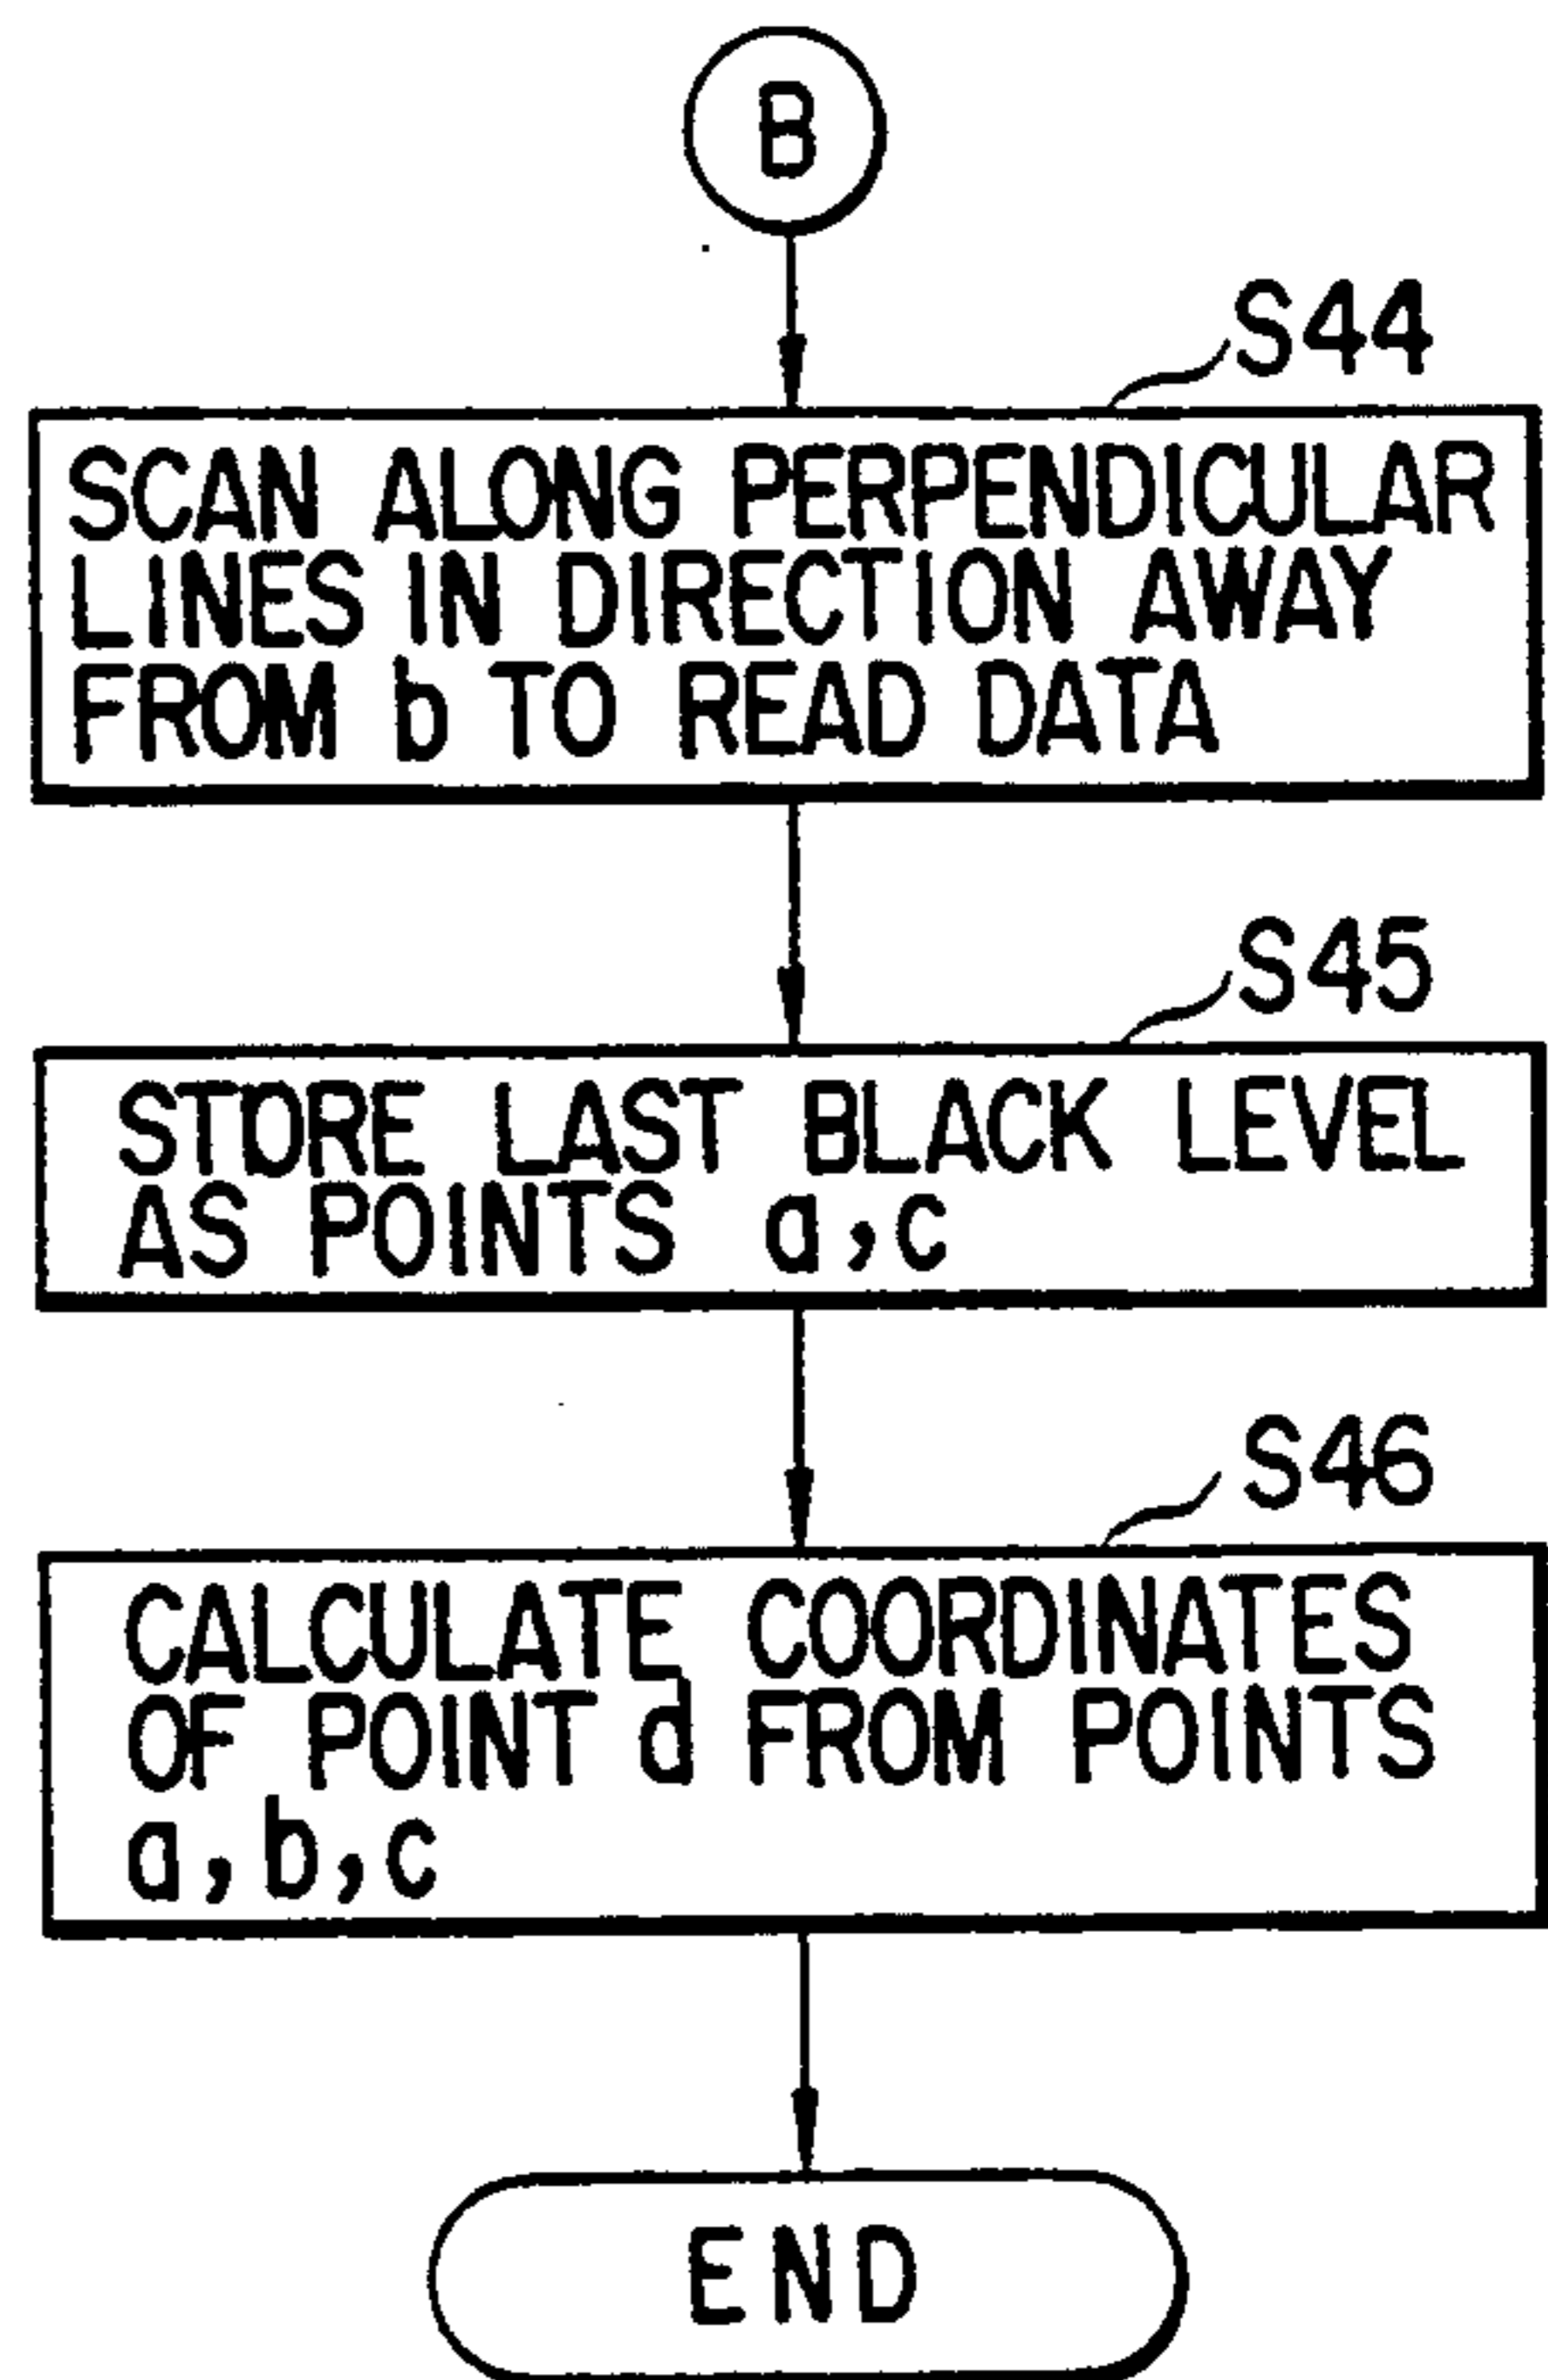 B
S44
SCAN ALONG PERPENDICULAR
LINES IN DIRECTION AWAY
FROM b TO READ DATA
S45
STORE LAST BLACK LEVEL
AS POINTS a,c
S46
CALCULATE COORDINATES
OF POINT d FROM POINTS
a,b,c
END